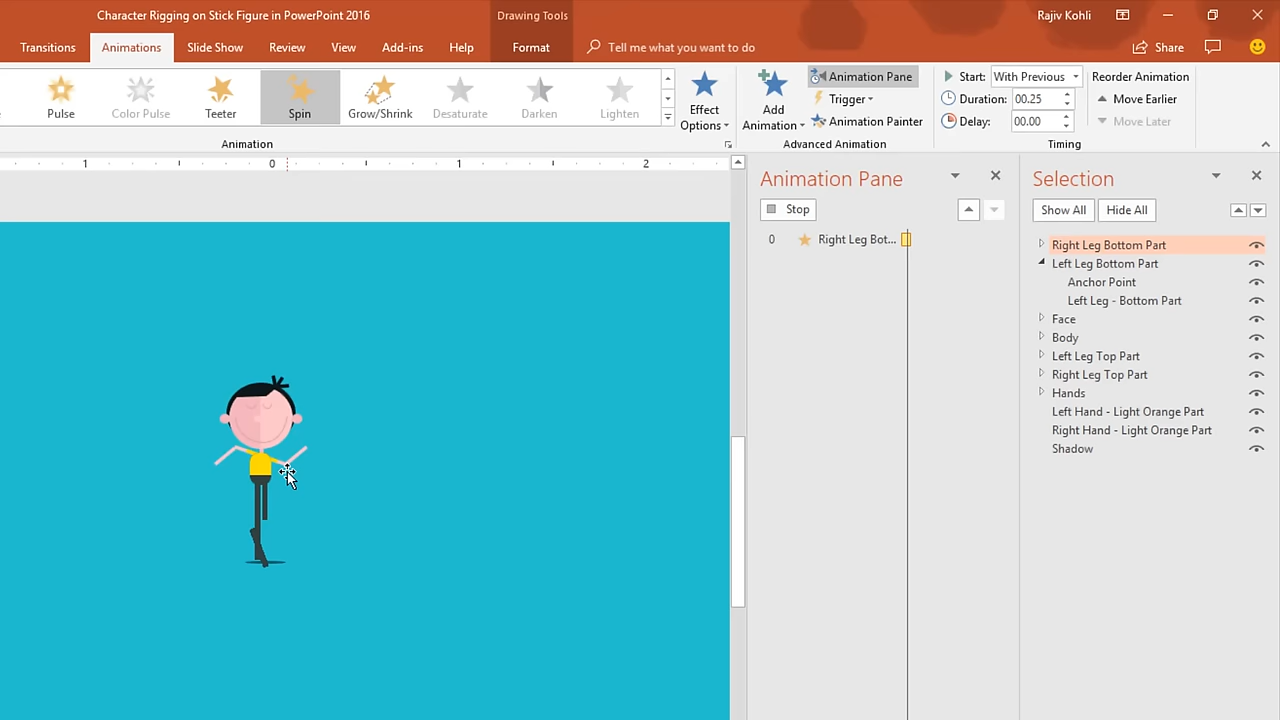 Character Rigging on Stick Figure in PowerPoint 2016
Drawing Tools
Rajiv Kohli
Transitions Animations Slide Show Review View Add-ins Help Format Tell me what you want to do Share
Pulse Color Pulse Teeter Spin Grow/Shrink Desaturate Darken Lighten
Effect Options
Add Animation
Animation Pane
Trigger
Animation Painter
Start: With Previous
Duration: 00.25
Delay: 00.00
Reorder Animation
Move Earlier
Move Later
Animation Advanced Animation Timing
1 0 1 2
Animation Pane
Stop
0 Right Leg Bot...
Selection
Show All Hide All
Right Leg Bottom Part
Left Leg Bottom Part
Anchor Point
Left Leg - Bottom Part
Face
Body
Left Leg Top Part
Right Leg Top Part
Hands
Left Hand - Light Orange Part
Right Hand - Light Orange Part
Shadow